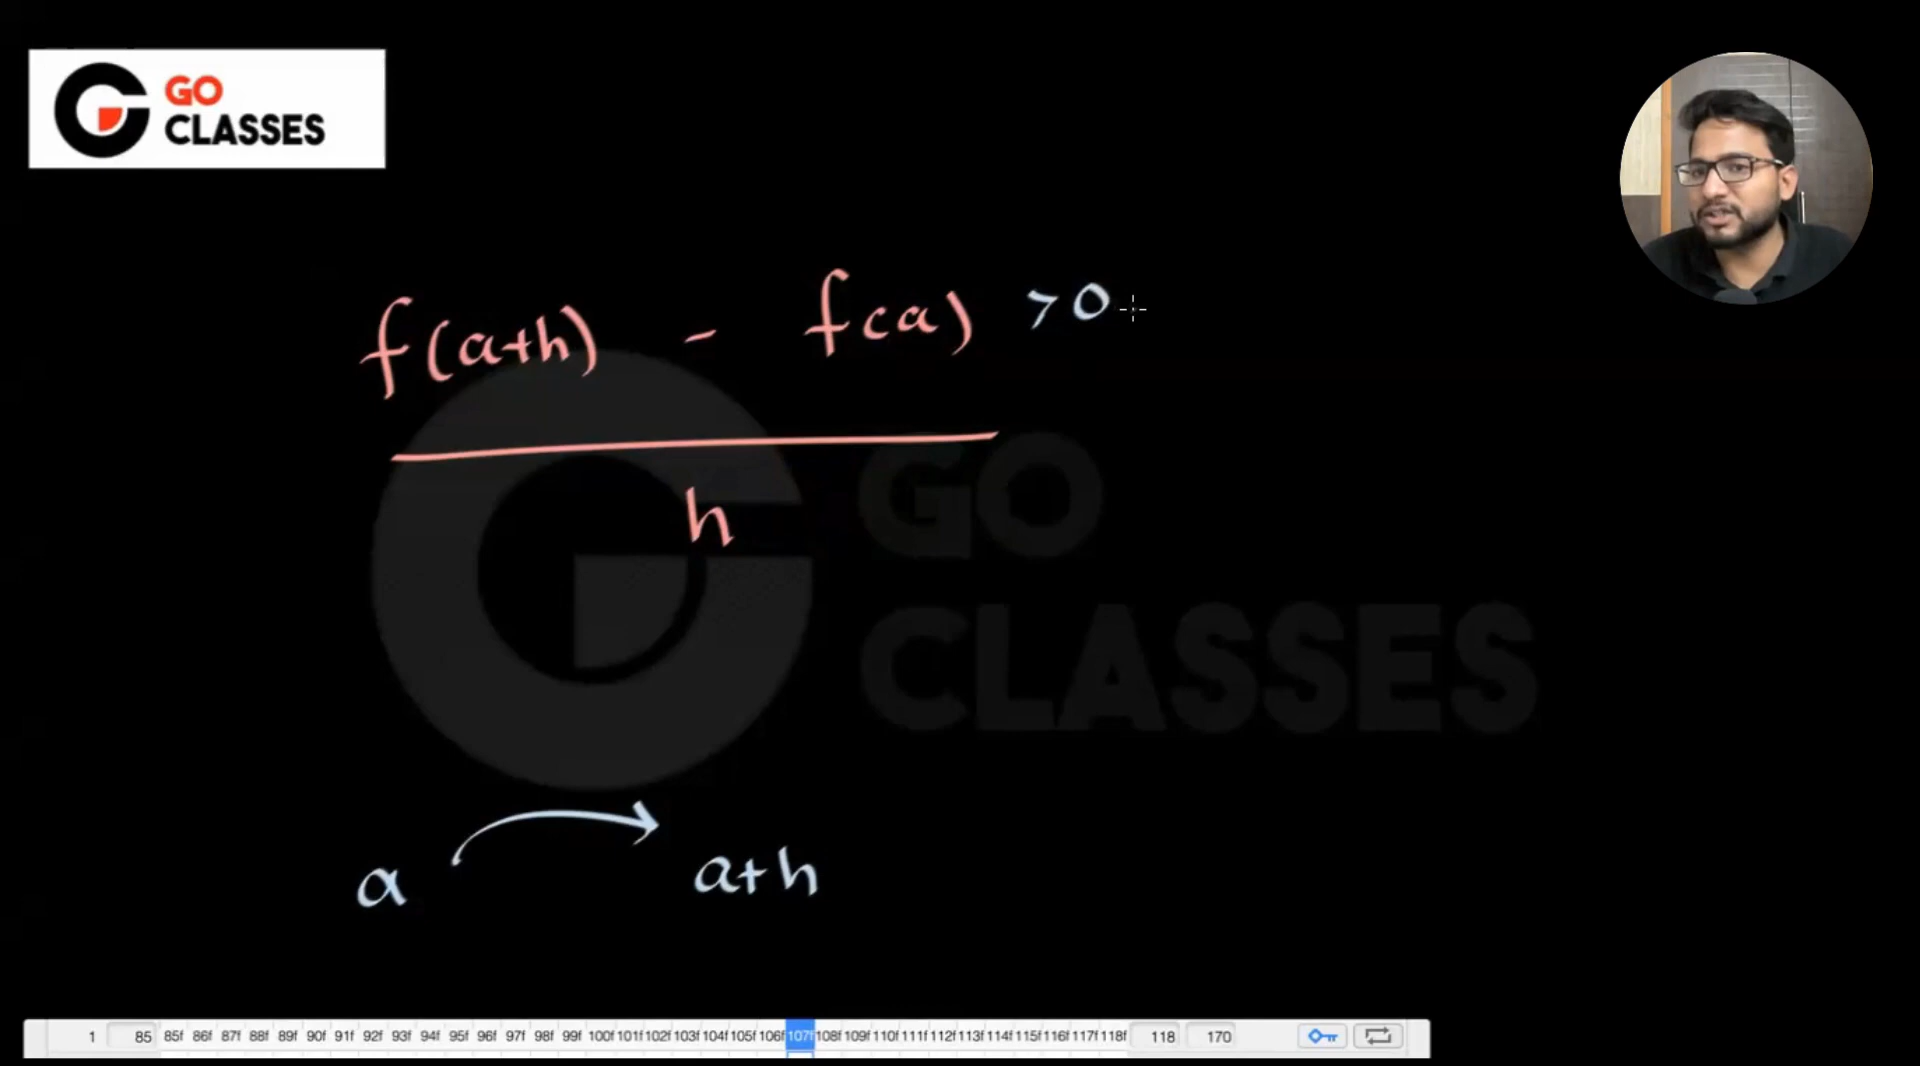 GO
CLASSES
f(a+h) - f(a) >0
h
GO
CLASSES
a a+h
1 85 85f 86f 87f 88f 89f 90f 91f 92f 93f 94f 95f 96f 97f 98f 99f 100f 101f 102f 103f 104f 105f 106f 107f 108f 109f 110f 111f 112f 113f 114f 115f 116f 117f 118f 118 170